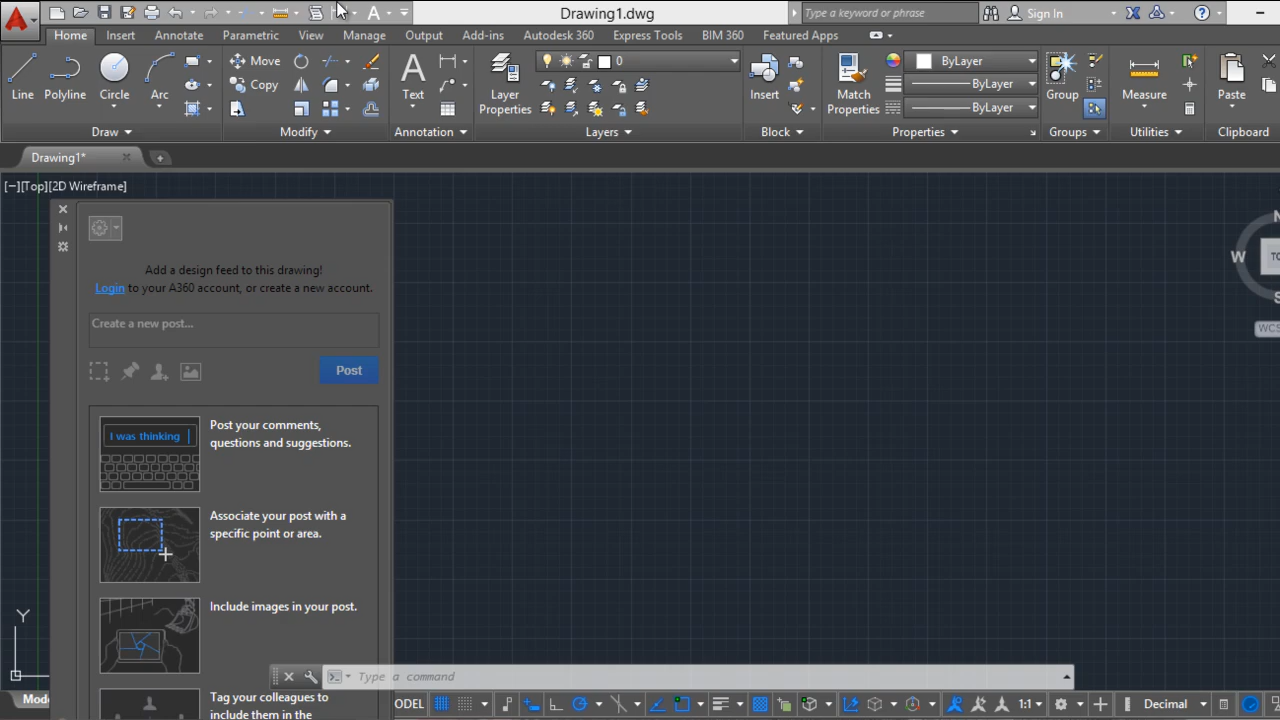 A
Drawing1.dwg
Type a keyword or phrase
Sign In
?
Home
Insert
Annotate
Parametric
View
Manage
Output
Add-ins
Autodesk 360
Express Tools
BIM 360
Featured Apps
Line
Polyline
Circle
Arc
Move
Copy
A
Text
Layer
Properties
0
Insert
Match
Properties
ByLayer
ByLayer
ByLayer
Group
Measure
Paste
Draw
Modify
Annotation
Layers
Block
Properties
Groups
Utilities
Clipboard
Drawing1*
[−][Top][2D Wireframe]
N
W
TO
S
WCS
Add a design feed to this drawing!
Login to your A360 account, or create a new account.
Create a new post...
Post
I was thinking
Post your comments,
questions and suggestions.
Associate your post with a
specific point or area.
Include images in your post.
Tag your colleagues to
include them in the
Y
Type a command
Mode
ODEL
1:1
Decimal